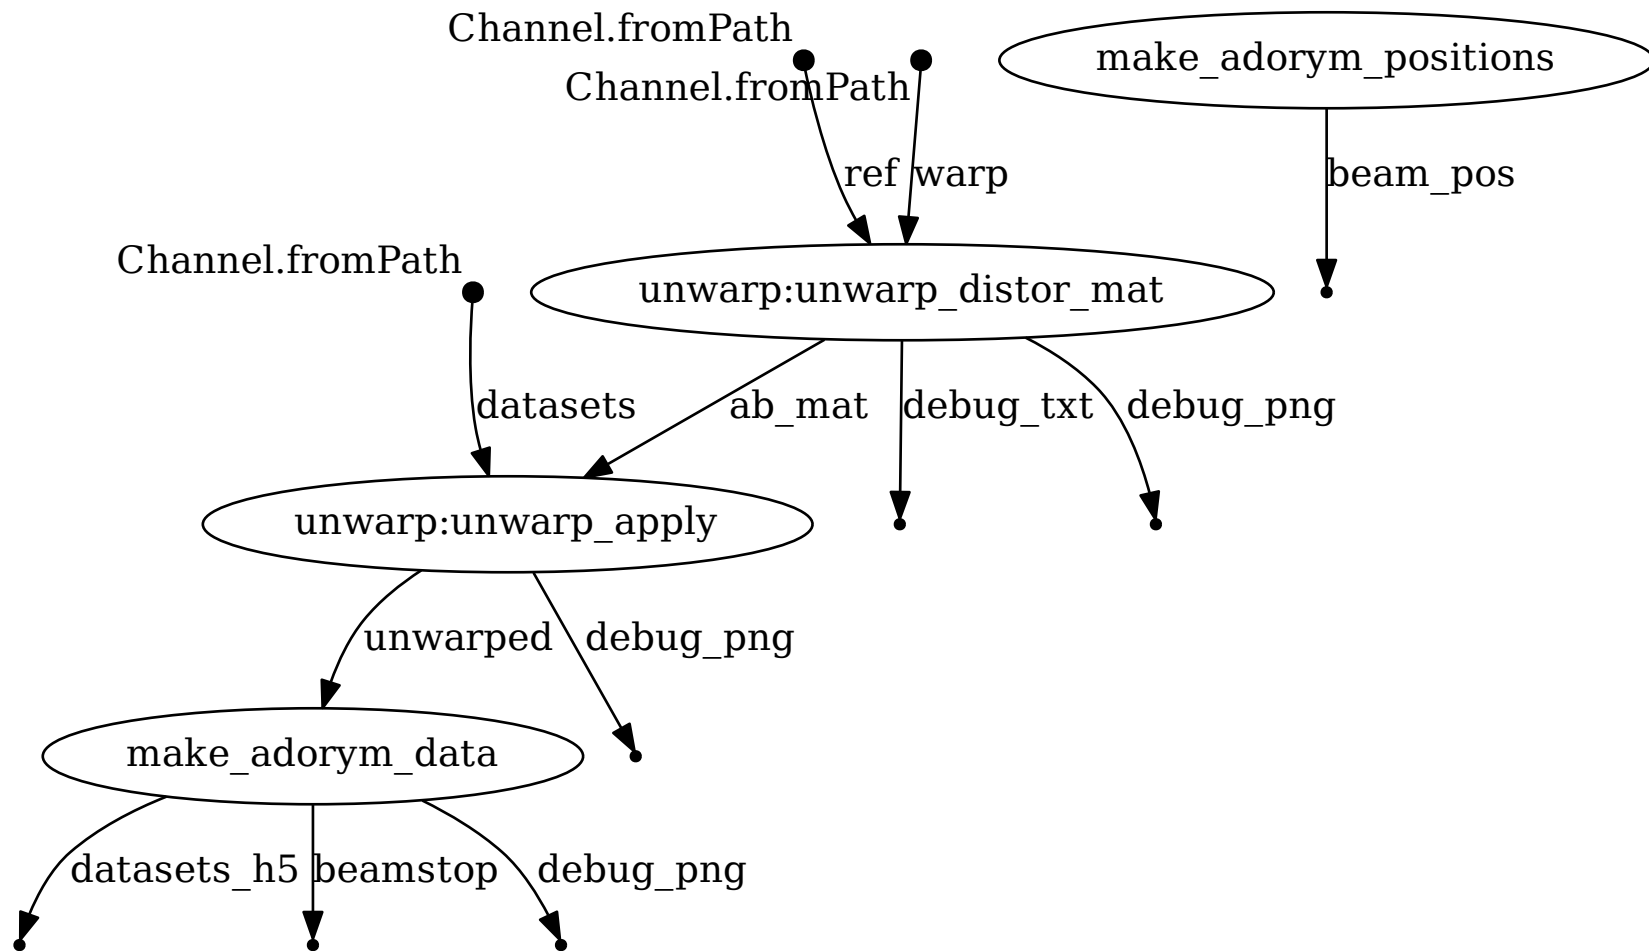 Channel.fromPath
make_adorym_positions
Channel.fromPath
ref
warp
beam_pos
Channel.fromPath
unwarp:unwarp_distor_mat
datasets
ab_mat
debug_txt
debug_png
unwarp:unwarp_apply
unwarped
debug_png
make_adorym_data
datasets_h5
beamstop
debug_png